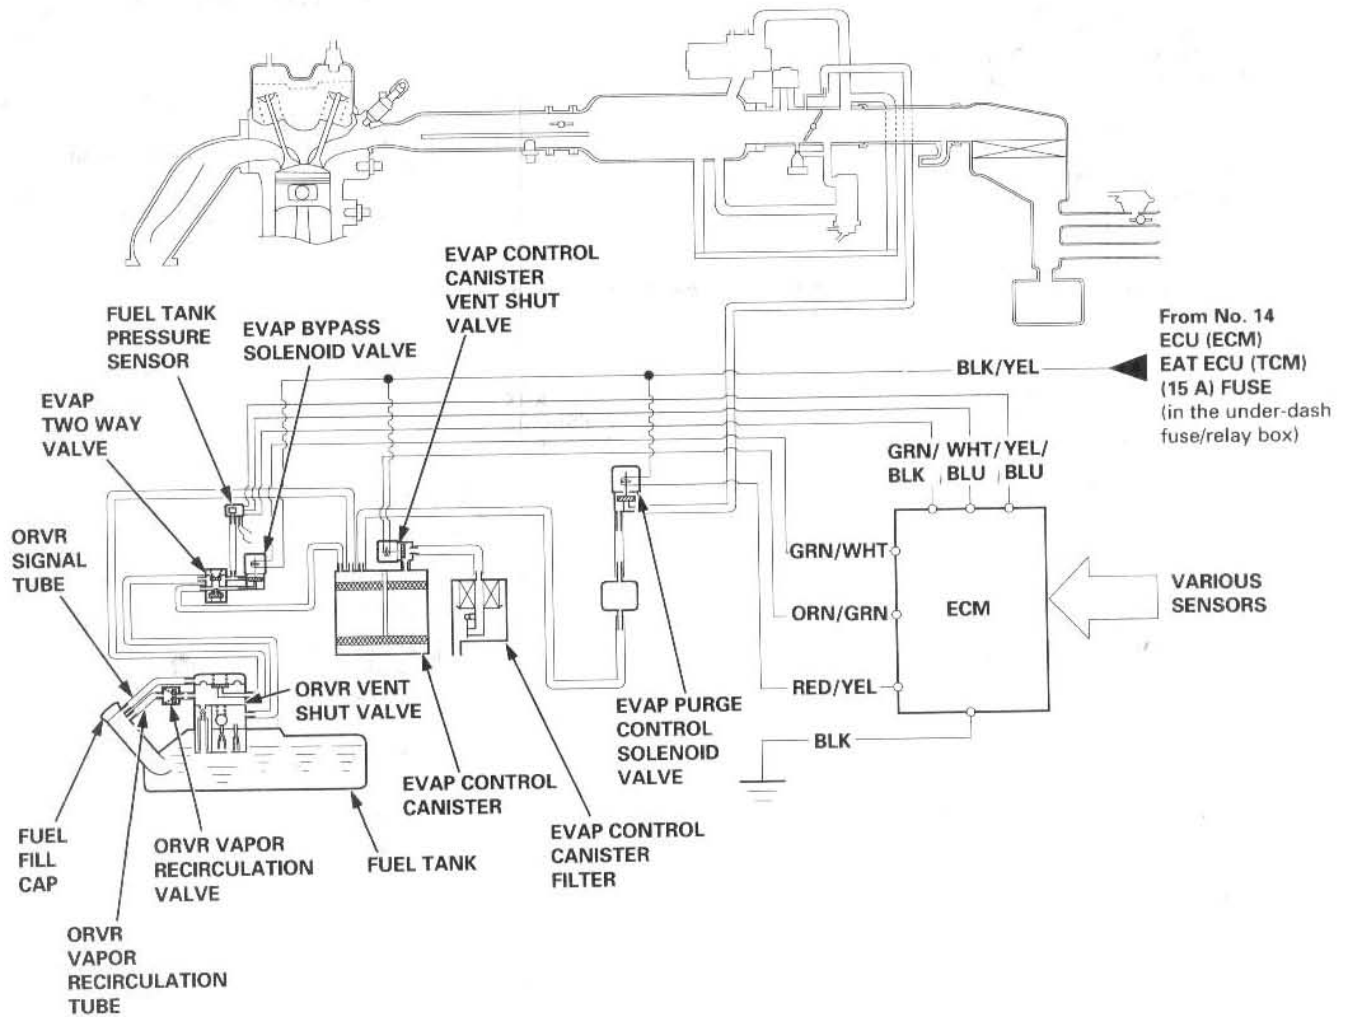 EVAP CONTROL
CANISTER
VENT SHUT
VALVE
FUEL TANK
PRESSURE
SENSOR
EVAP BYPASS
SOLENOID VALVE
From No. 14
ECU (ECM)
EAT ECU (TCM)
(15 A) FUSE
(in the under-dash
fuse/relay box)
BLK/YEL
EVAP
TWO WAY
VALVE
GRN/ WHT/ YEL/
BLK BLU BLU
ORVR
SIGNAL
TUBE
GRN/WHT
ORN/GRN
RED/YEL
ECM
VARIOUS
SENSORS
BLK
ORVR VENT
SHUT VALVE
EVAP PURGE
CONTROL
SOLENOID
VALVE
EVAP CONTROL
CANISTER
EVAP CONTROL
CANISTER
FILTER
FUEL
FILL
CAP
ORVR VAPOR
RECIRCULATION
VALVE
FUEL TANK
ORVR
VAPOR
RECIRCULATION
TUBE